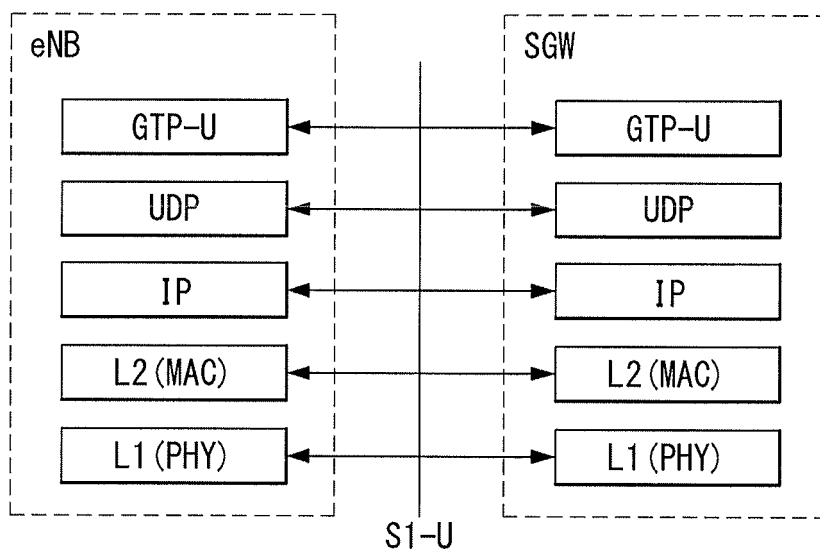 eNB
SGW
GTP-U
GTP-U
UDP
UDP
IP
IP
L2(MAC)
L2(MAC)
L1(PHY)
L1(PHY)
S1-U